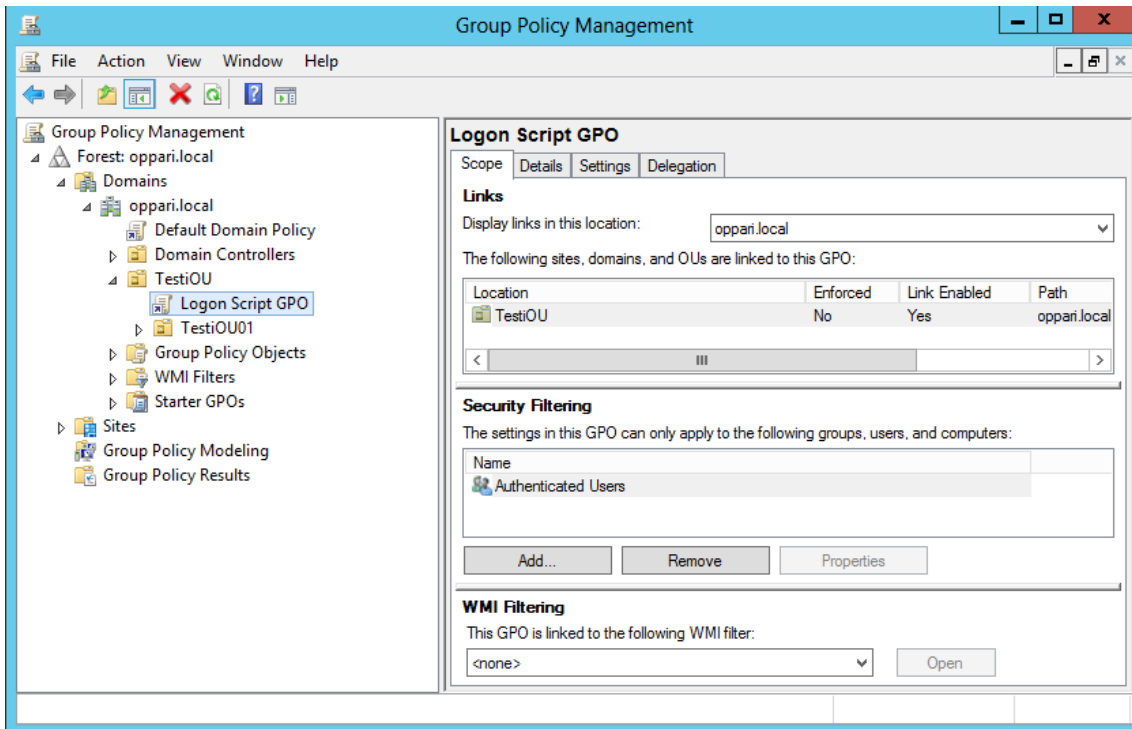 Group Policy Management
File Action View Window Help
Group Policy Management
Forest: oppari.local
Domains
oppari.local
Default Domain Policy
Domain Controllers
TestiOU
Logon Script GPO
TestiOU01
Group Policy Objects
WMI Filters
Starter GPOs
Sites
Group Policy Modeling
Group Policy Results
Logon Script GPO
Scope Details Settings Delegation
Links
Display links in this location: oppari.local
The following sites, domains, and OUs are linked to this GPO:
Location Enforced Link Enabled Path
TestiOU No Yes oppari.local
Security Filtering
The settings in this GPO can only apply to the following groups, users, and computers:
Name
Authenticated Users
Add... Remove Properties
WMI Filtering
This GPO is linked to the following WMI filter:
<none> Open